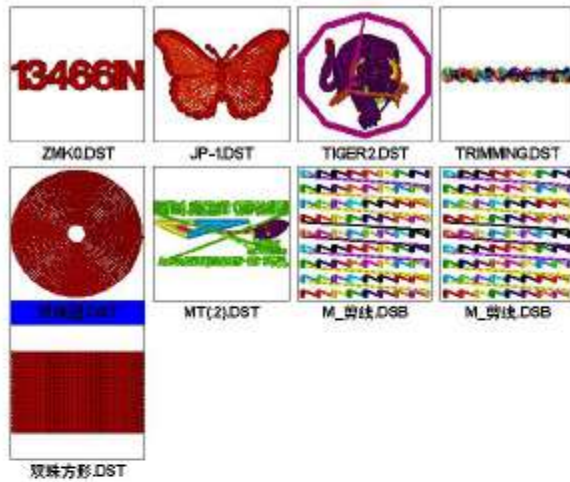 13466IN
ZMK0.DST
JP-1.DST
TIGER2.DST
TRIMMING.DST
.DST
MT(2).DST
M_剪线.DSB
M_剪线.DSB
双珠方形.DST